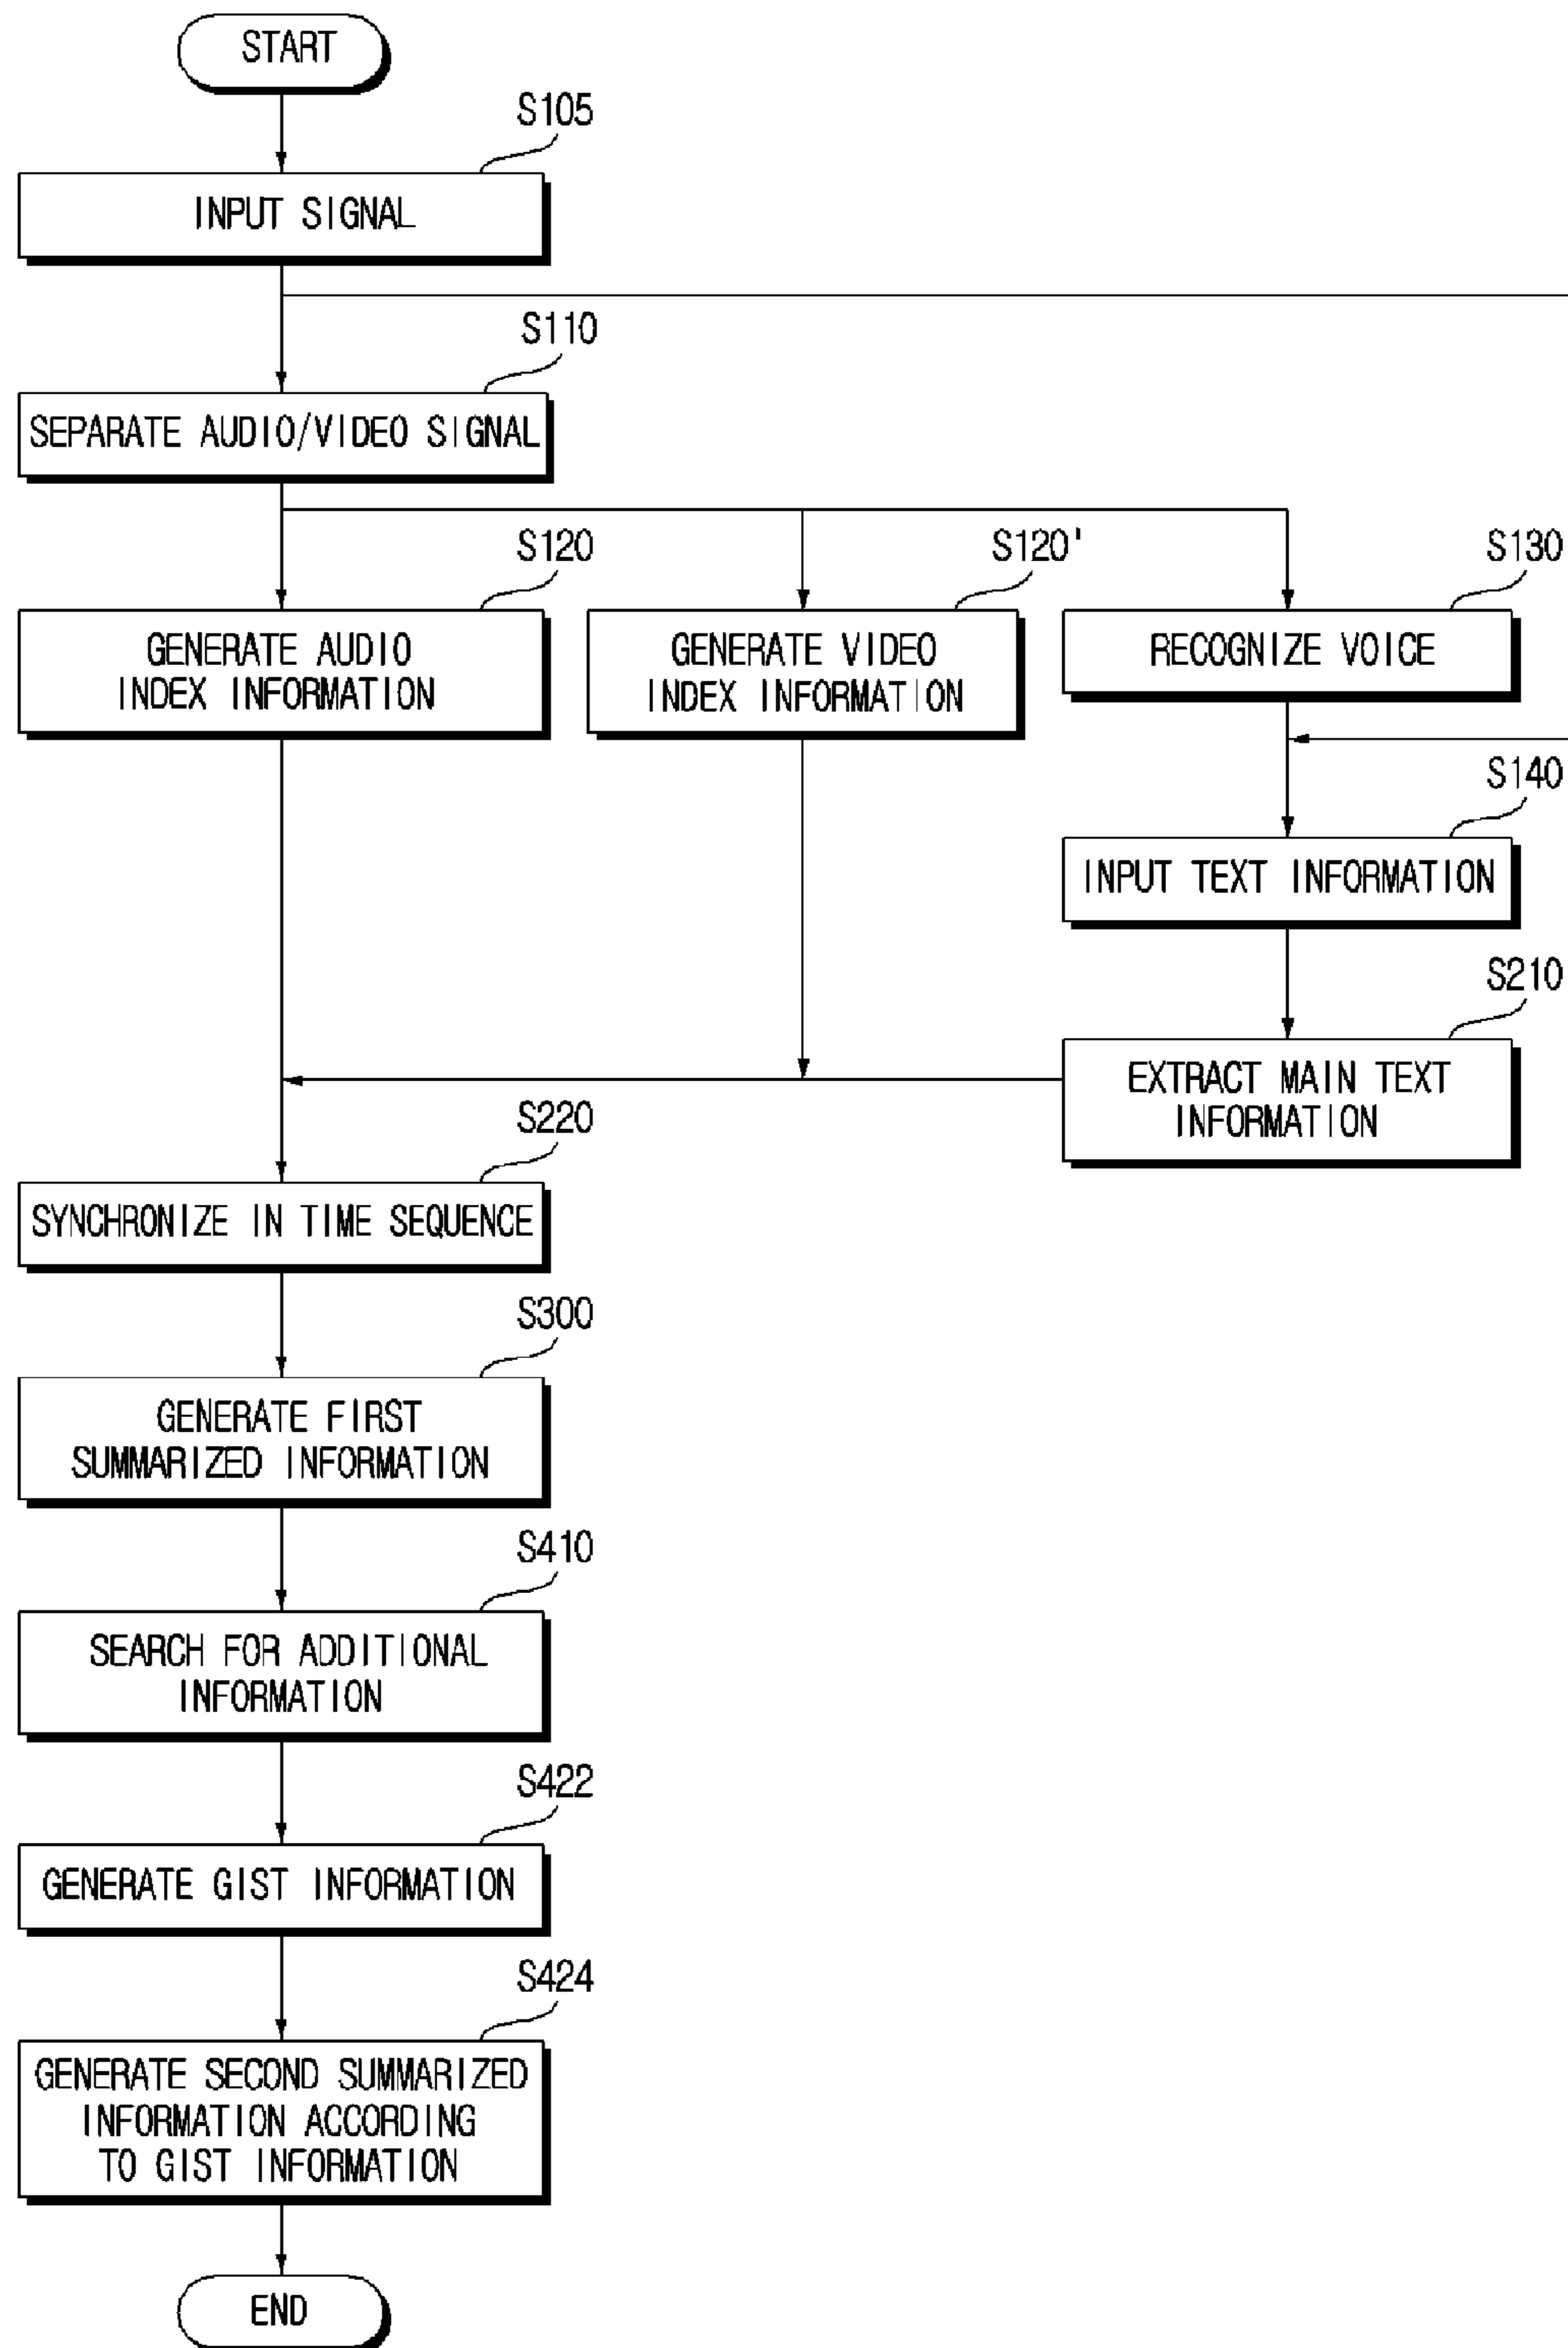 START
S105
INPUT SIGNAL
S110
SEPARATE AUDIO/VIDEO SIGNAL
S120
S120'
S130
GENERATE AUDIO
INDEX INFORMATION
GENERATE VIDEO
INDEX INFORMATION
RECOGNIZE VOICE
S140
INPUT TEXT INFORMATION
S210
EXTRACT MAIN TEXT
INFORMATION
S220
SYNCHRONIZE IN TIME SEQUENCE
S300
GENERATE FIRST
SUMMARIZED INFORMATION
S410
SEARCH FOR ADDITIONAL
INFORMATION
S422
GENERATE GIST INFORMATION
S424
GENERATE SECOND SUMMARIZED
INFORMATION ACCORDING
TO GIST INFORMATION
END